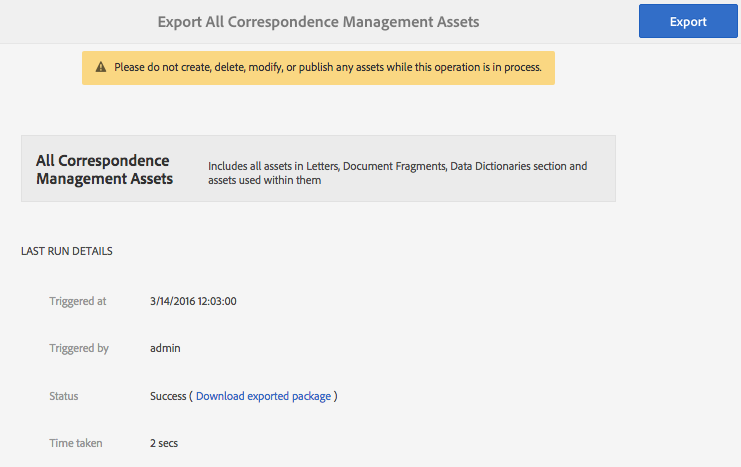 Export All Correspondence Management Assets
Export
Please do not create, delete, modify, or publish any assets while this operation is in process.
All Correspondence
Management Assets
Includes all assets in Letters, Document Fragments, Data Dictionaries section and
assets used within them
LAST RUN DETAILS
Triggered at 3/14/2016 12:03:00
Triggered by admin
Status Success ( Download exported package )
Time taken 2 secs